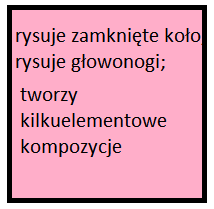 rysuje zamknięte koło,
rysuje głowonogi;
tworzy
kilkuelementowe
kompozycje